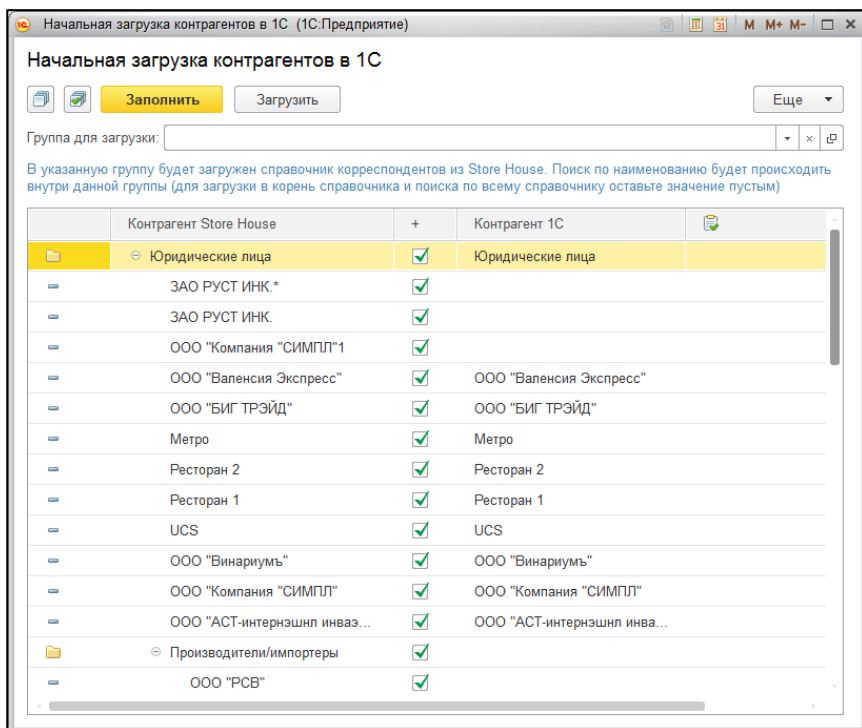 Начальная загрузка контрагентов в 1С (1С:Предприятие)
M M+ M-
31
Начальная загрузка контрагентов в 1С
Заполнить Загрузить Еще
Группа для загрузки:
В указанную группу будет загружен справочник корреспондентов из Store House. Поиск по наименованию будет происходить
внутри данной группы (для загрузки в корень справочника и поиска по всему справочнику оставьте значение пустым)
Контрагент Store House + Контрагент 1С
Юридические лица Юридические лица
ЗАО РУСТ ИНК.*
ЗАО РУСТ ИНК.
ООО "Компания "СИМПЛ"1
ООО "Валенсия Экспресс" ООО "Валенсия Экспресс"
ООО "БИГ ТРЭЙД" ООО "БИГ ТРЭЙД"
Метро Метро
Ресторан 2 Ресторан 2
Ресторан 1 Ресторан 1
UCS UCS
ООО "Винариумъ" ООО "Винариумъ"
ООО "Компания "СИМПЛ" ООО "Компания "СИМПЛ"
ООО "АСТ-интернэшнл инваэ... ООО "АСТ-интернэшнл инва...
Производители/импортеры
ООО "РСВ"